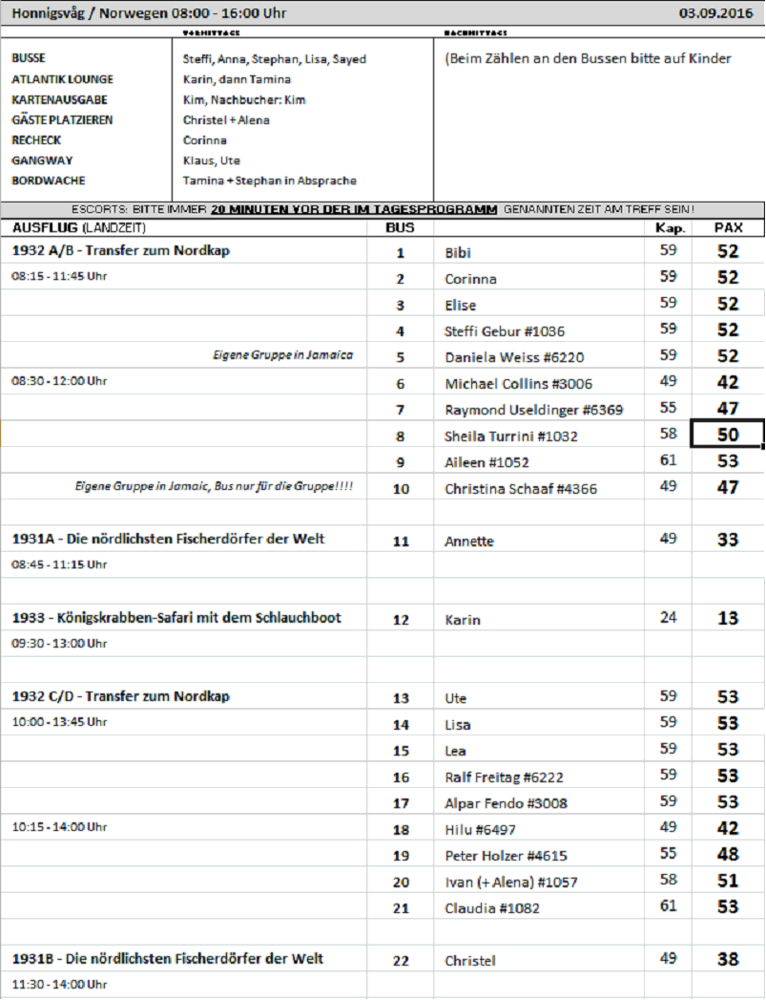 Honnigsvåg / Norwegen 08:00 - 16:00 Uhr 03.09.2016
VORMITTAGS NACHMITTAGS
BUSSE Steffi, Anna, Stephan, Lisa, Sayed (Beim Zählen an den Bussen bitte auf Kinder
ATLANTIK LOUNGE Karin, dann Tamina
KARTENAUSGABE Kim, Nachbucher: Kim
GÄSTE PLATZIEREN Christel + Alena
RECHECK Corinna
GANGWAY Klaus, Ute
BORDWACHE Tamina + Stephan in Absprache
ESCORTS: BITTE IMMER 20 MINUTEN VOR DER IM TAGESPROGRAMM GENANNTEN ZEIT AM TREFF SEIN!
AUSFLUG (LANDZEIT) BUS Kap. PAX
1932 A/B - Transfer zum Nordkap 1 Bibi 59 52
08:15 - 11:45 Uhr 2 Corinna 59 52
3 Elise 59 52
4 Steffi Gebur #1036 59 52
Eigene Gruppe in Jamaica 5 Daniela Weiss #6220 59 52
08:30 - 12:00 Uhr 6 Michael Collins #3006 49 42
7 Raymond Useldinger #6369 55 47
8 Sheila Turrini #1032 58 50
9 Aileen #1052 61 53
Eigene Gruppe in Jamaic, Bus nur für die Gruppe!!!! 10 Christina Schaaf #4366 49 47
1931A - Die nördlichsten Fischerdörfer der Welt 11 Annette 49 33
08:45 - 11:15 Uhr
1933 - Königskrabben-Safari mit dem Schlauchboot 12 Karin 24 13
09:30 - 13:00 Uhr
1932 C/D - Transfer zum Nordkap 13 Ute 59 53
10:00 - 13:45 Uhr 14 Lisa 59 53
15 Lea 59 53
16 Ralf Freitag #6222 59 53
17 Alpar Fendo #3008 59 53
10:15 - 14:00 Uhr 18 Hilu #6497 49 42
19 Peter Holzer #4615 55 48
20 Ivan (+ Alena) #1057 58 51
21 Claudia #1082 61 53
1931B - Die nördlichsten Fischerdörfer der Welt 22 Christel 49 38
11:30 - 14:00 Uhr